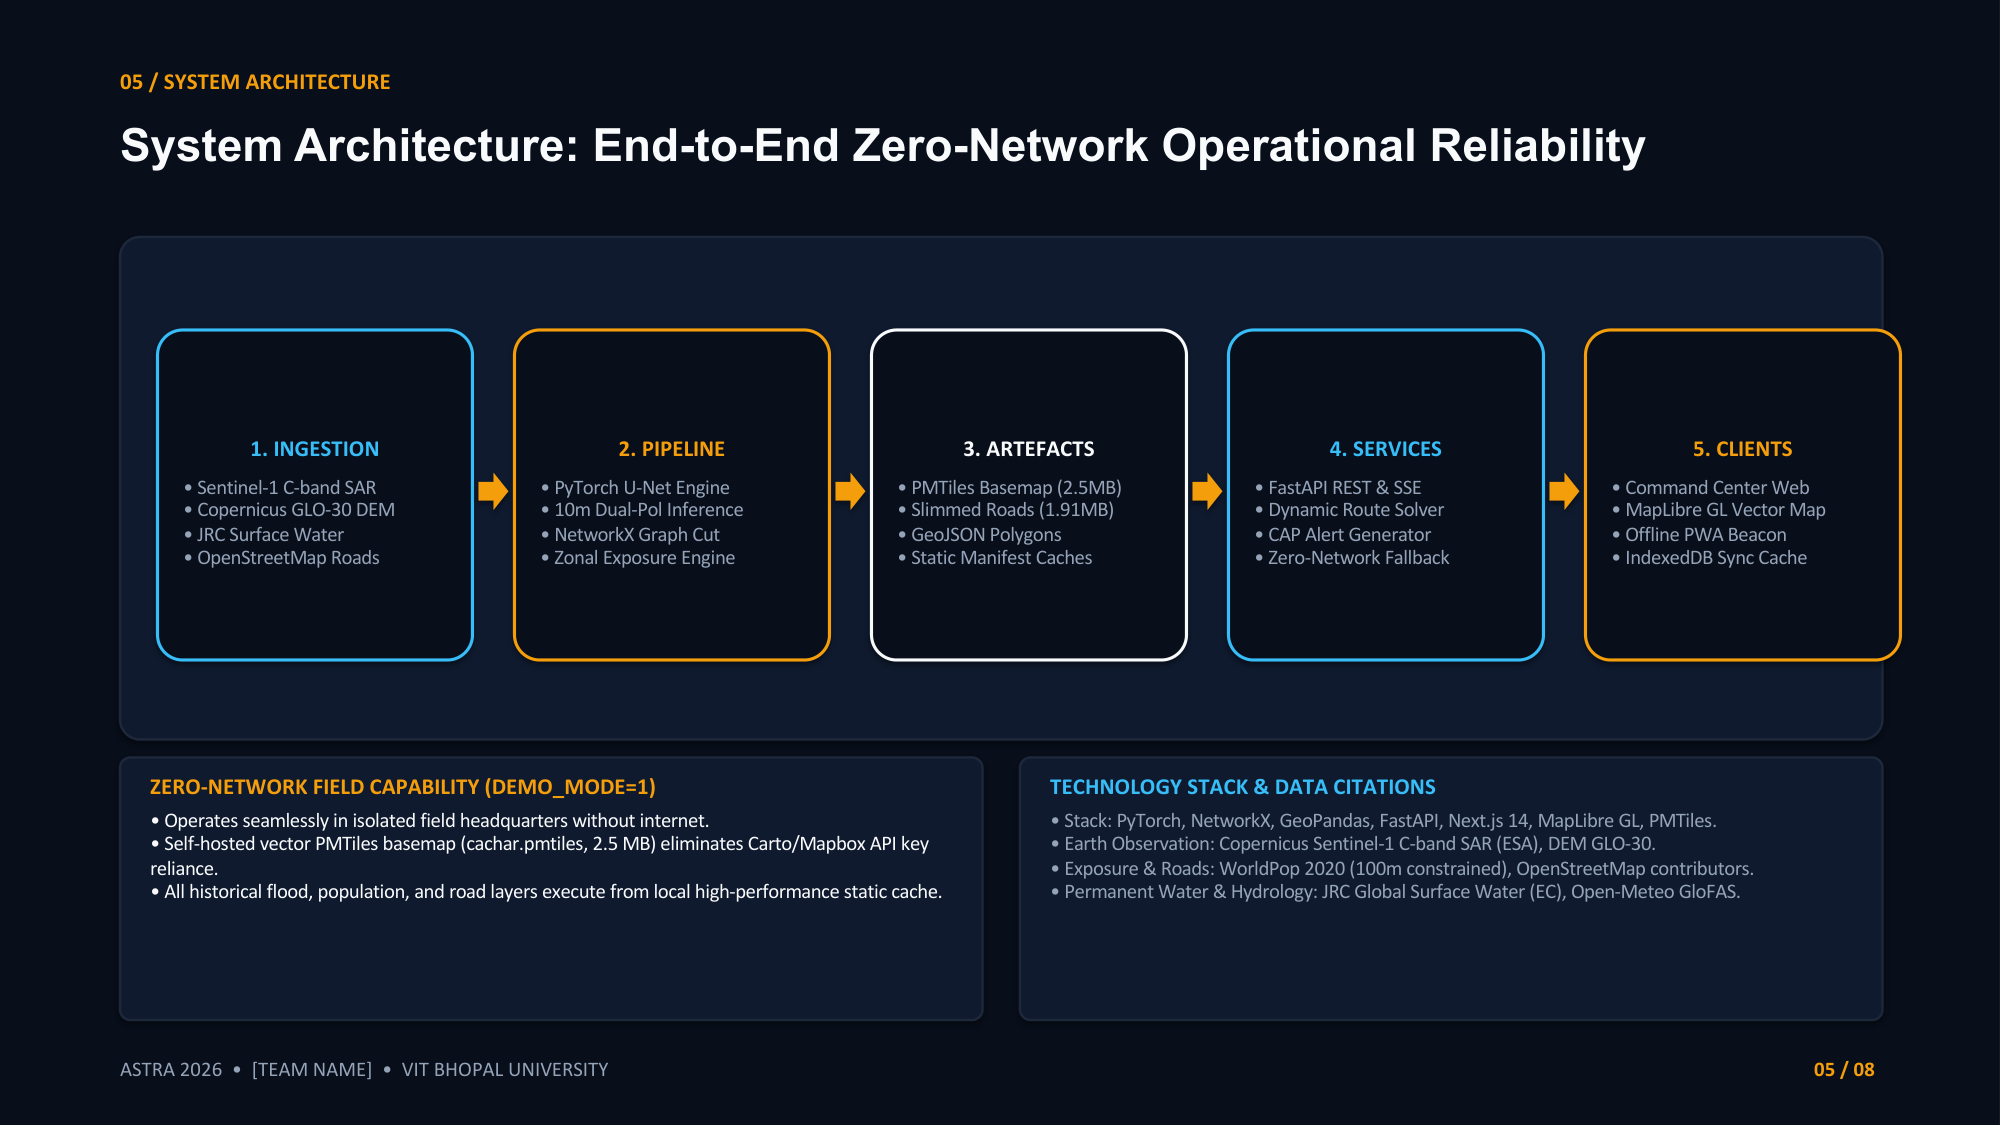 05 / SYSTEM ARCHITECTURE
System Architecture: End-to-End Zero-Network Operational Reliability
1. INGESTION
• Sentinel-1 C-band SAR
• Copernicus GLO-30 DEM
• JRC Surface Water
• OpenStreetMap Roads
2. PIPELINE
• PyTorch U-Net Engine
• 10m Dual-Pol Inference
• NetworkX Graph Cut
• Zonal Exposure Engine
3. ARTEFACTS
• PMTiles Basemap (2.5MB)
• Slimmed Roads (1.91MB)
• GeoJSON Polygons
• Static Manifest Caches
4. SERVICES
• FastAPI REST & SSE
• Dynamic Route Solver
• CAP Alert Generator
• Zero-Network Fallback
5. CLIENTS
• Command Center Web
• MapLibre GL Vector Map
• Offline PWA Beacon
• IndexedDB Sync Cache
ZERO-NETWORK FIELD CAPABILITY (DEMO_MODE=1)
• Operates seamlessly in isolated field headquarters without internet.
• Self-hosted vector PMTiles basemap (cachar.pmtiles, 2.5 MB) eliminates Carto/Mapbox API key
reliance.
• All historical flood, population, and road layers execute from local high-performance static cache.
TECHNOLOGY STACK & DATA CITATIONS
• Stack: PyTorch, NetworkX, GeoPandas, FastAPI, Next.js 14, MapLibre GL, PMTiles.
• Earth Observation: Copernicus Sentinel-1 C-band SAR (ESA), DEM GLO-30.
• Exposure & Roads: WorldPop 2020 (100m constrained), OpenStreetMap contributors.
• Permanent Water & Hydrology: JRC Global Surface Water (EC), Open-Meteo GloFAS.
ASTRA 2026 • [TEAM NAME] • VIT BHOPAL UNIVERSITY
05 / 08